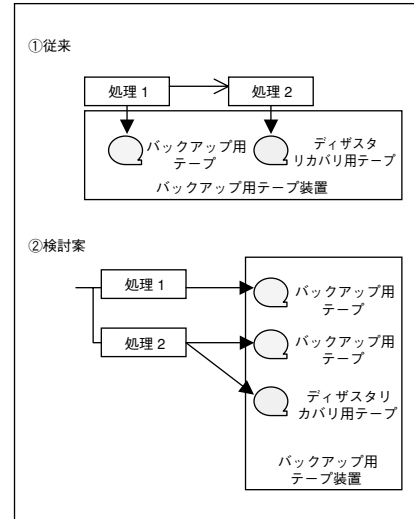 ①従来
処理 1
処理 2
バックアップ用
テープ
ディザスタ
リカバリ用テープ
バックアップ用テープ装置
②検討案
処理 1
バックアップ用
テープ
処理 2
バックアップ用
テープ
ディザスタリ
カバリ用テープ
バックアップ用
テープ装置